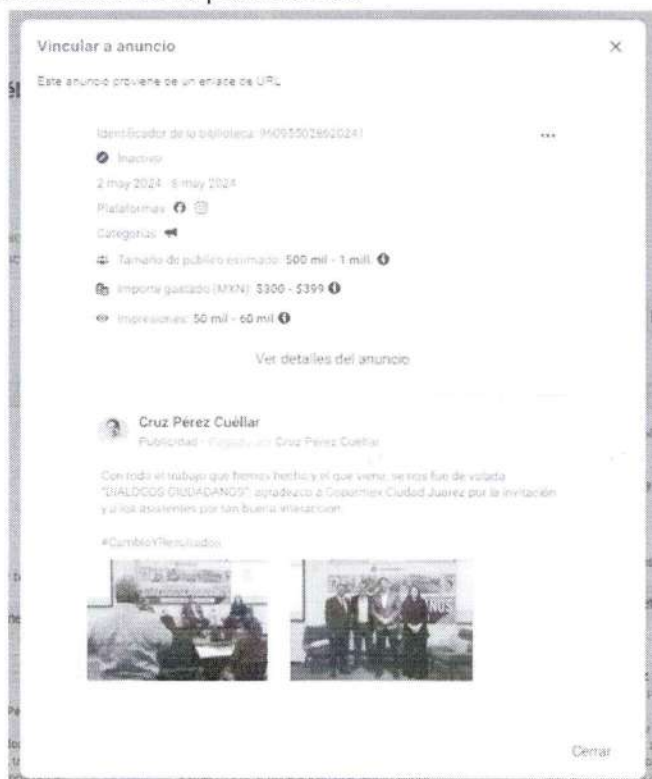 Vincular a anuncio
Este anuncio proviene de un enlace de URL
Identificador de la biblioteca:
Inactivo
2 may 2024 - 6 may 2024
Plataformas
Categorías
Tamaño de público estimado: 500 mil - 1 mill.
Importe gastado (MXN): $300 - $399
Impresiones: 50 mil - 60 mil
Ver detalles del anuncio
Cruz Pérez Cuéllar
Publicidad • Pagado por Cruz Pérez Cuéllar
Con todo el trabajo que hemos hecho y el que viene, se nos fue de volada
"DIÁLOGOS CIUDADANOS", agradezco a Coparmex Ciudad Juárez por la invitación
y a los asistentes por tan buena interacción.
#CambioYResultados
Cerrar